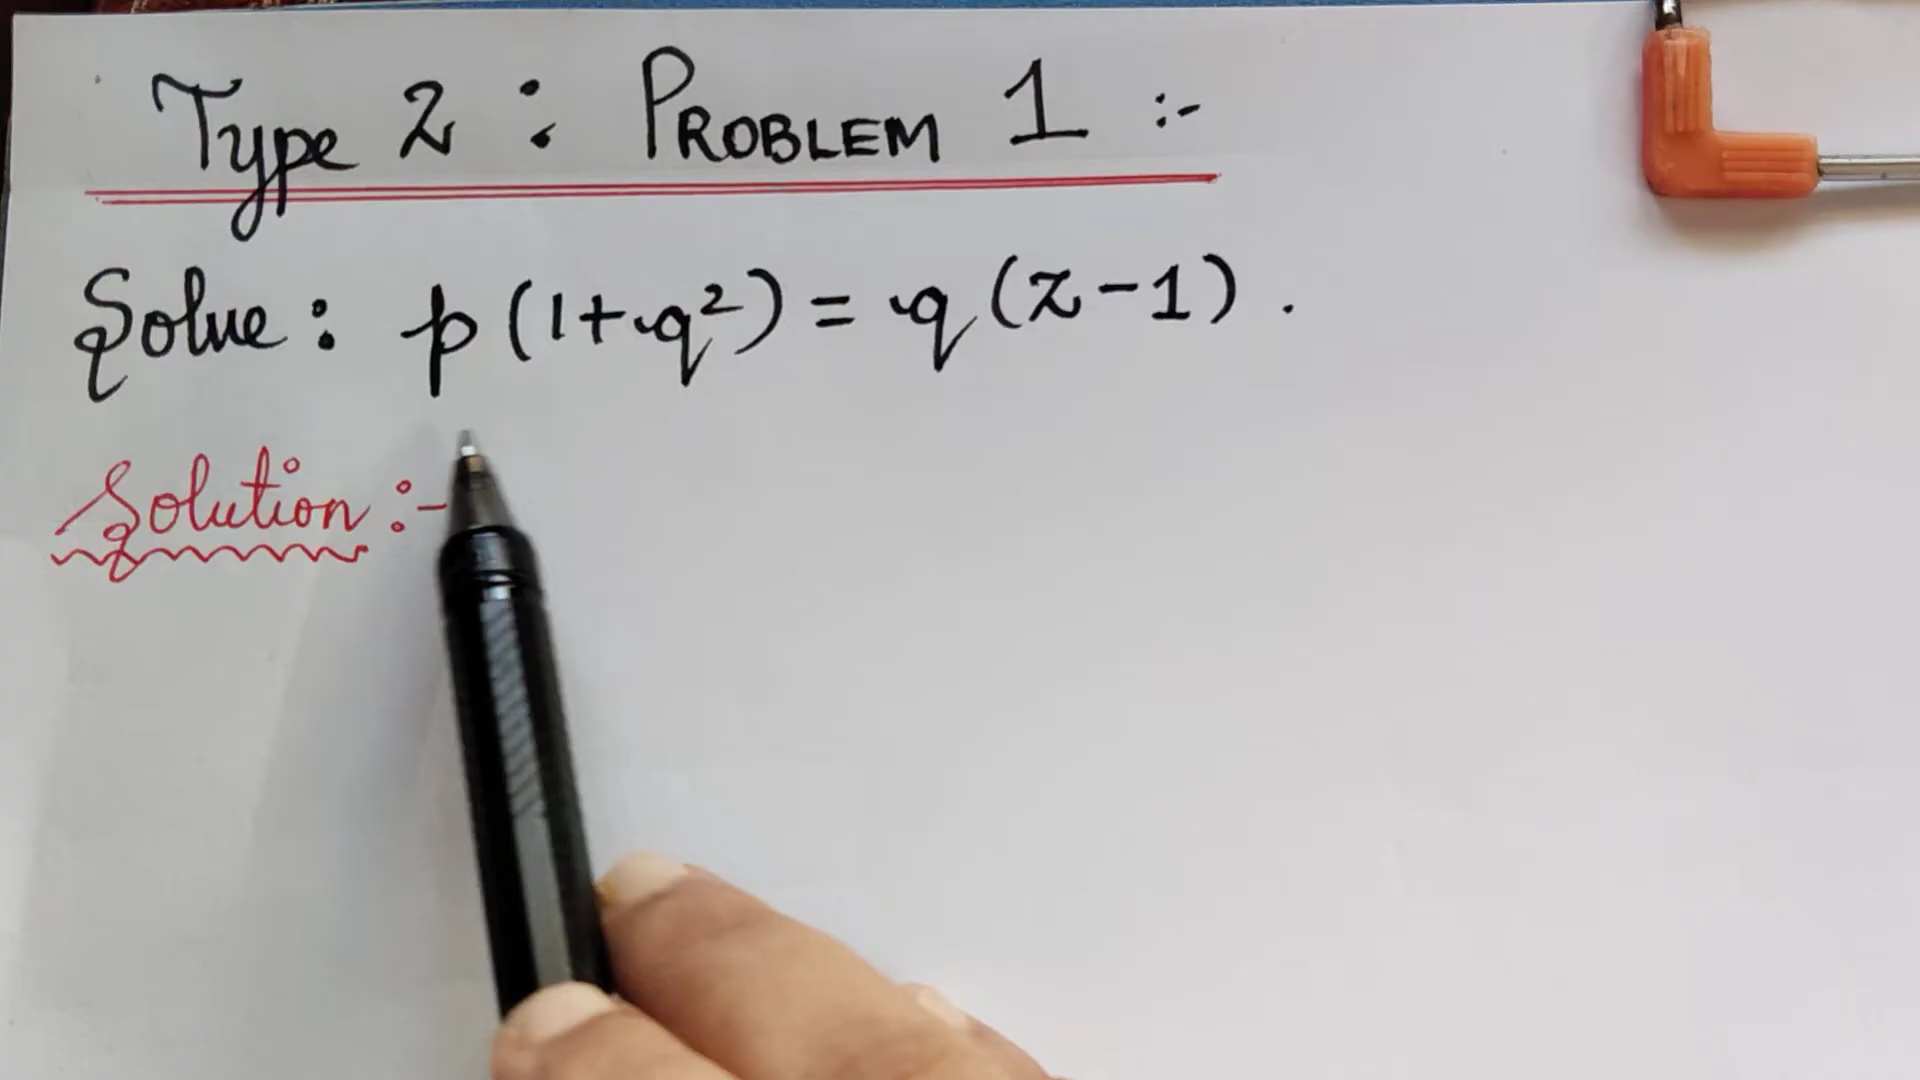 Type 2 : PROBLEM 1 :-
Solve : p(1+q²) = q(z-1).
Solution :-